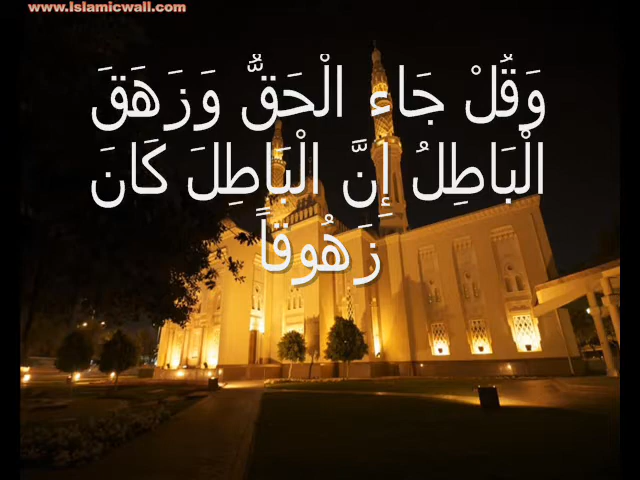 www.Islamicwall.com
وَقُلْ جَاء الْحَقُّ وَزَهَقَ
الْبَاطِلُ إِنَّ الْبَاطِلَ كَانَ
زَهُوقاً